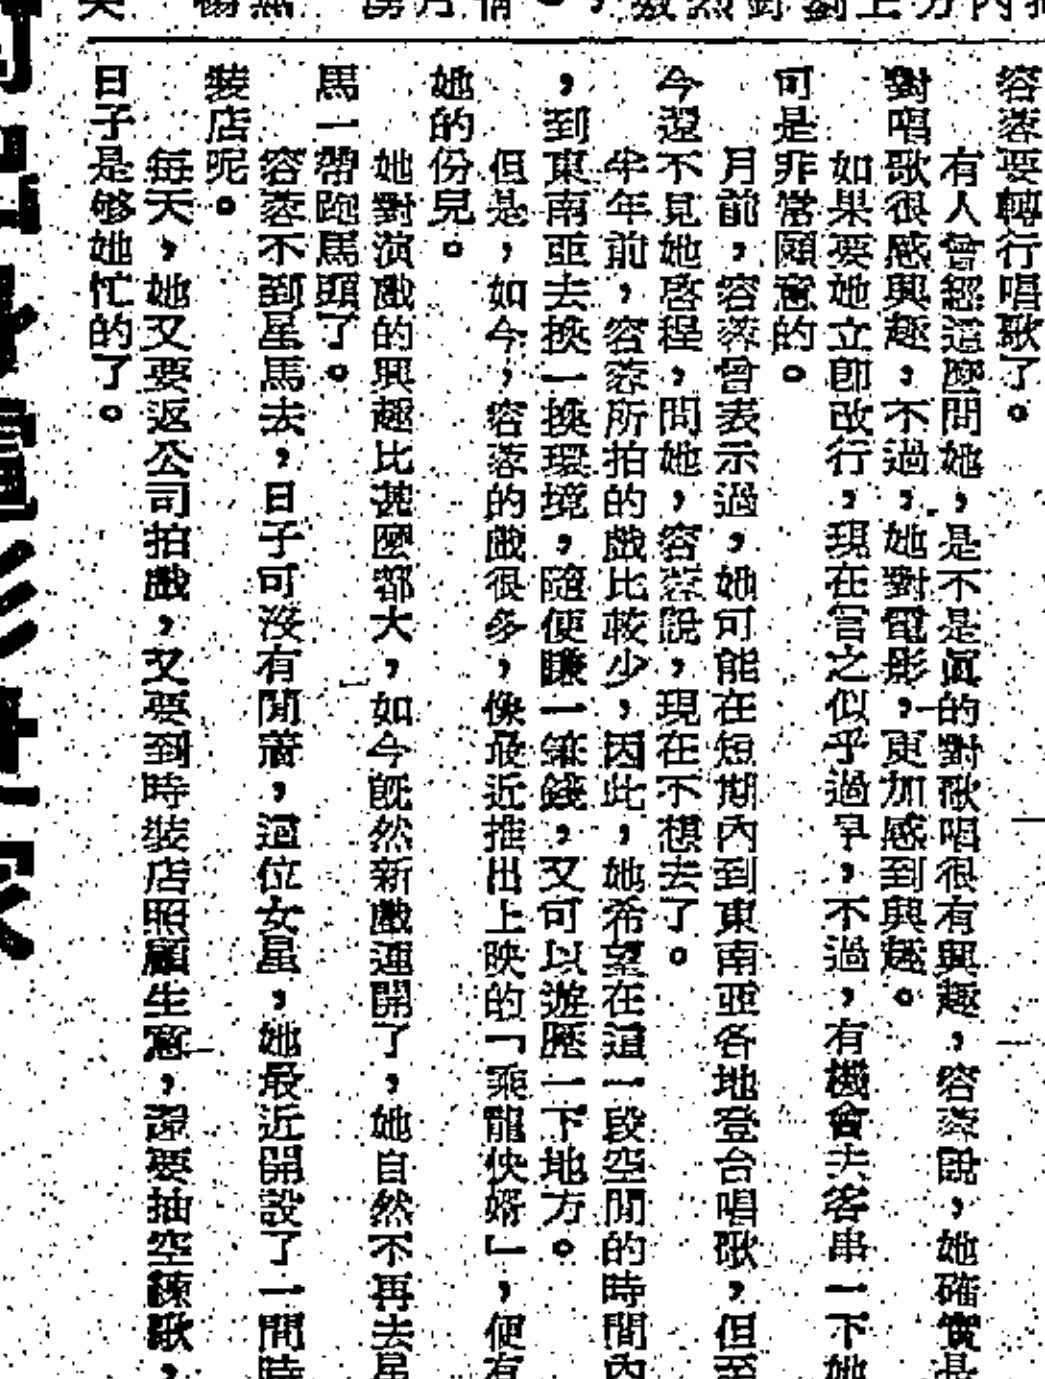 容蓉要轉行唱歌了。
有人曾經這麼問她，是不是眞的對歌唱很有興趣，容蓉說，她確實是
對唱歌很感興趣，不過，她對電影，更加感到興趣。
如果要她立即改行，現在言之似乎過早，不過，有機會去客串一下她
可是非常願意的。
月前，容蓉曾表示過，她可能在短期內到東南亞各地登台唱歌，但至
今還不見她啓程，問她，容蓉說，現在不想去了。
半年前，容蓉所拍的戲比較少，因此，她希望在這一段空閒的時間內
，到東南亞去換一換環境，隨便賺一筆錢，又可以遊歷一下地方。
但是，如今，容蓉的戲很多，像最近推出上映的「乘龍快婿」，便有
她的份兒。
她對演戲的興趣比甚麼都大，如今旣然新戲連開了，她自然不再去星
馬一帶跑馬頭了。
容蓉不到星馬去，日子可沒有閒着，這位女星，她最近開設了一間時
裝店呢。
每天，她又要返公司拍戲，又要到時裝店照顧生意，還要抽空練歌，
日子是够她忙的了。